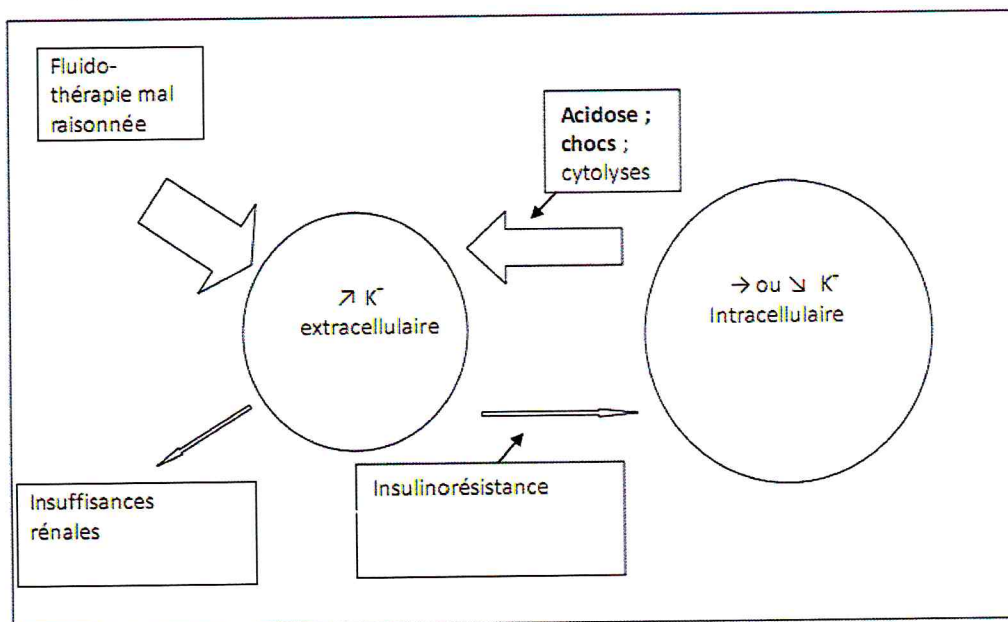 Fluido-
thérapie mal
raisonnée
Acidose ;
chocs ;
cytolyses
↗ K⁻
extracellulaire
→ ou ↘ K⁻
Intracellulaire
Insuffisances
rénales
Insulinorésistance